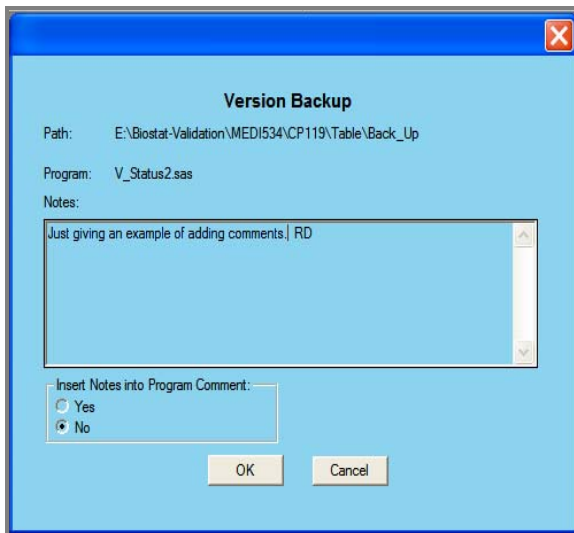 Version Backup
Path: E:\Biostat-Validation\MEDI534\CP119\Table\Back_Up
Program: V_Status2.sas
Notes:
Just giving an example of adding comments. RD
Insert Notes into Program Comment:
Yes
No
OK Cancel